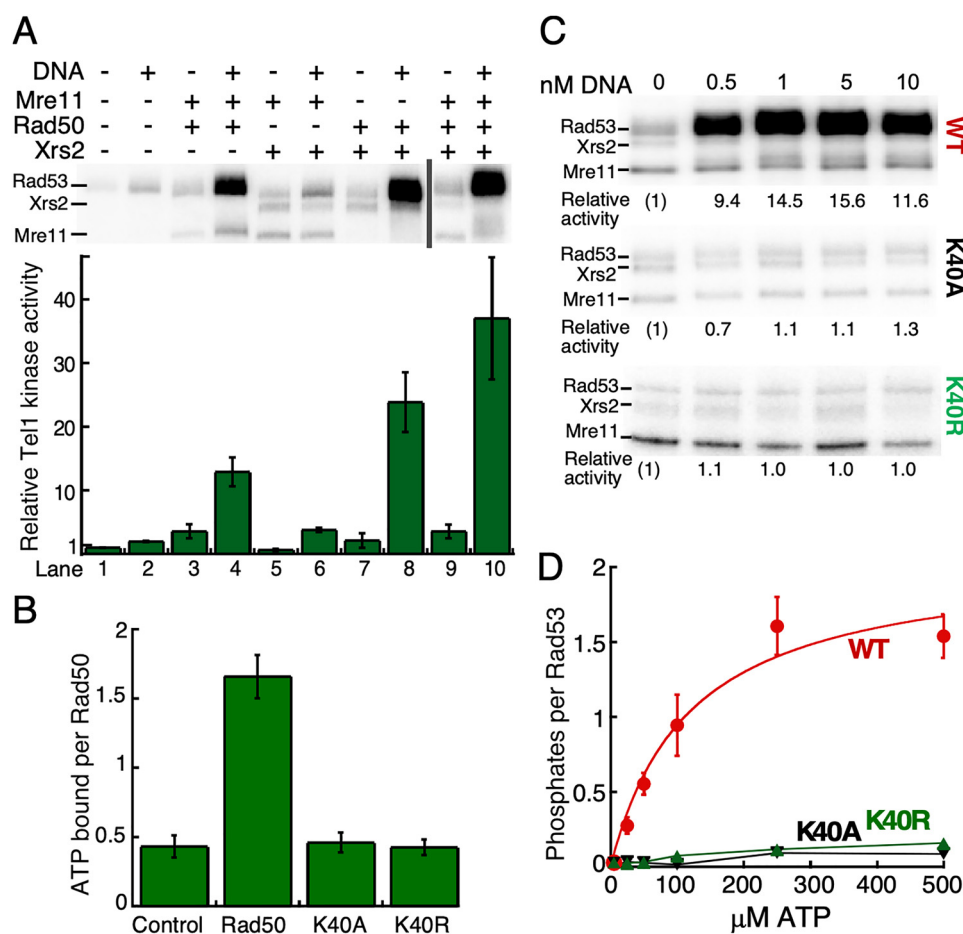 A
DNA - + - + - + - + - +
Mre11 - - + + + + - - + +
Rad50 - - + + - - + + + +
Xrs2 - - - - + + + + + +
Rad53
Xrs2
Mre11
Relative Tel1 kinase activity
40
30
20
10
1
Lane 1 2 3 4 5 6 7 8 9 10
B
ATP bound per Rad50
2
1.5
1
0.5
0
Control Rad50 K40A K40R
C
nM DNA 0 0.5 1 5 10
Rad53
Xrs2
Mre11
WT
Relative activity (1) 9.4 14.5 15.6 11.6
Rad53
Xrs2
Mre11
K40A
Relative activity (1) 0.7 1.1 1.1 1.3
Rad53
Xrs2
Mre11
K40R
Relative activity (1) 1.1 1.0 1.0 1.0
D
Phosphates per Rad53
2
1.5
1
0.5
0
WT
K40A K40R
0 100 200 300 400 500
μM ATP